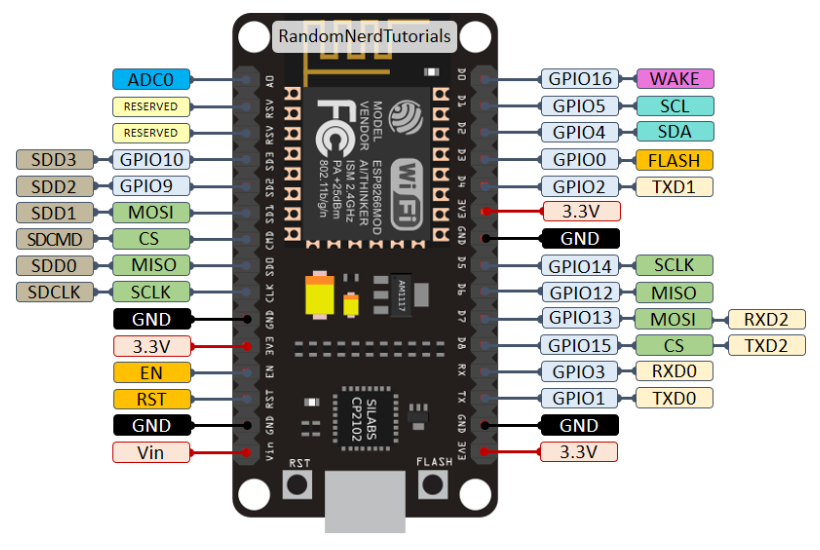 RandomNerdTutorials
ADC0
RESERVED
RESERVED
SDD3 GPIO10
SDD2 GPIO9
SDD1 MOSI
SDCMD CS
SDD0 MISO
SDCLK SCLK
GND
3.3V
EN
RST
GND
Vin
A0
RSV
RSV
SD3
SD2
SD1
CMD
SD0
CLK
GND
3V3
EN
RST
GND
Vin
MODEL
VENDOR
ESP8266MOD
AI/THINKER
ISM 2.4GHz
PA +25dBm
802.11b/g/n
FC
Wi Fi
AM1117
SILABS
CP2102
RST
FLASH
D0
D1
D2
D3
D4
3V3
GND
D5
D6
D7
D8
RX
TX
GND
3V3
GPIO16 WAKE
GPIO5 SCL
GPIO4 SDA
GPIO0 FLASH
GPIO2 TXD1
3.3V
GND
GPIO14 SCLK
GPIO12 MISO
GPIO13 MOSI RXD2
GPIO15 CS TXD2
GPIO3 RXD0
GPIO1 TXD0
GND
3.3V